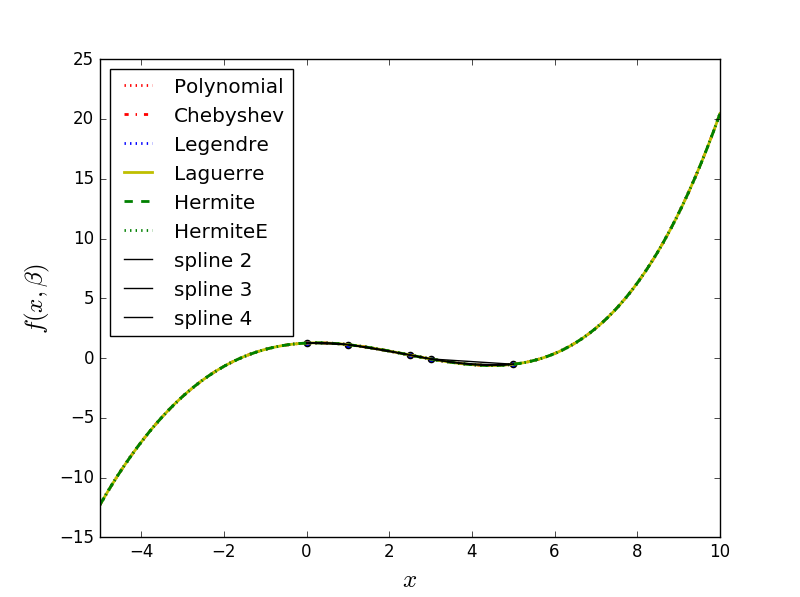 25
20
15
10
5
0
−5
−10
−15
f(x, β)
Polynomial
Chebyshev
Legendre
Laguerre
Hermite
HermiteE
spline 2
spline 3
spline 4
−4 −2 0 2 4 6 8 10
x